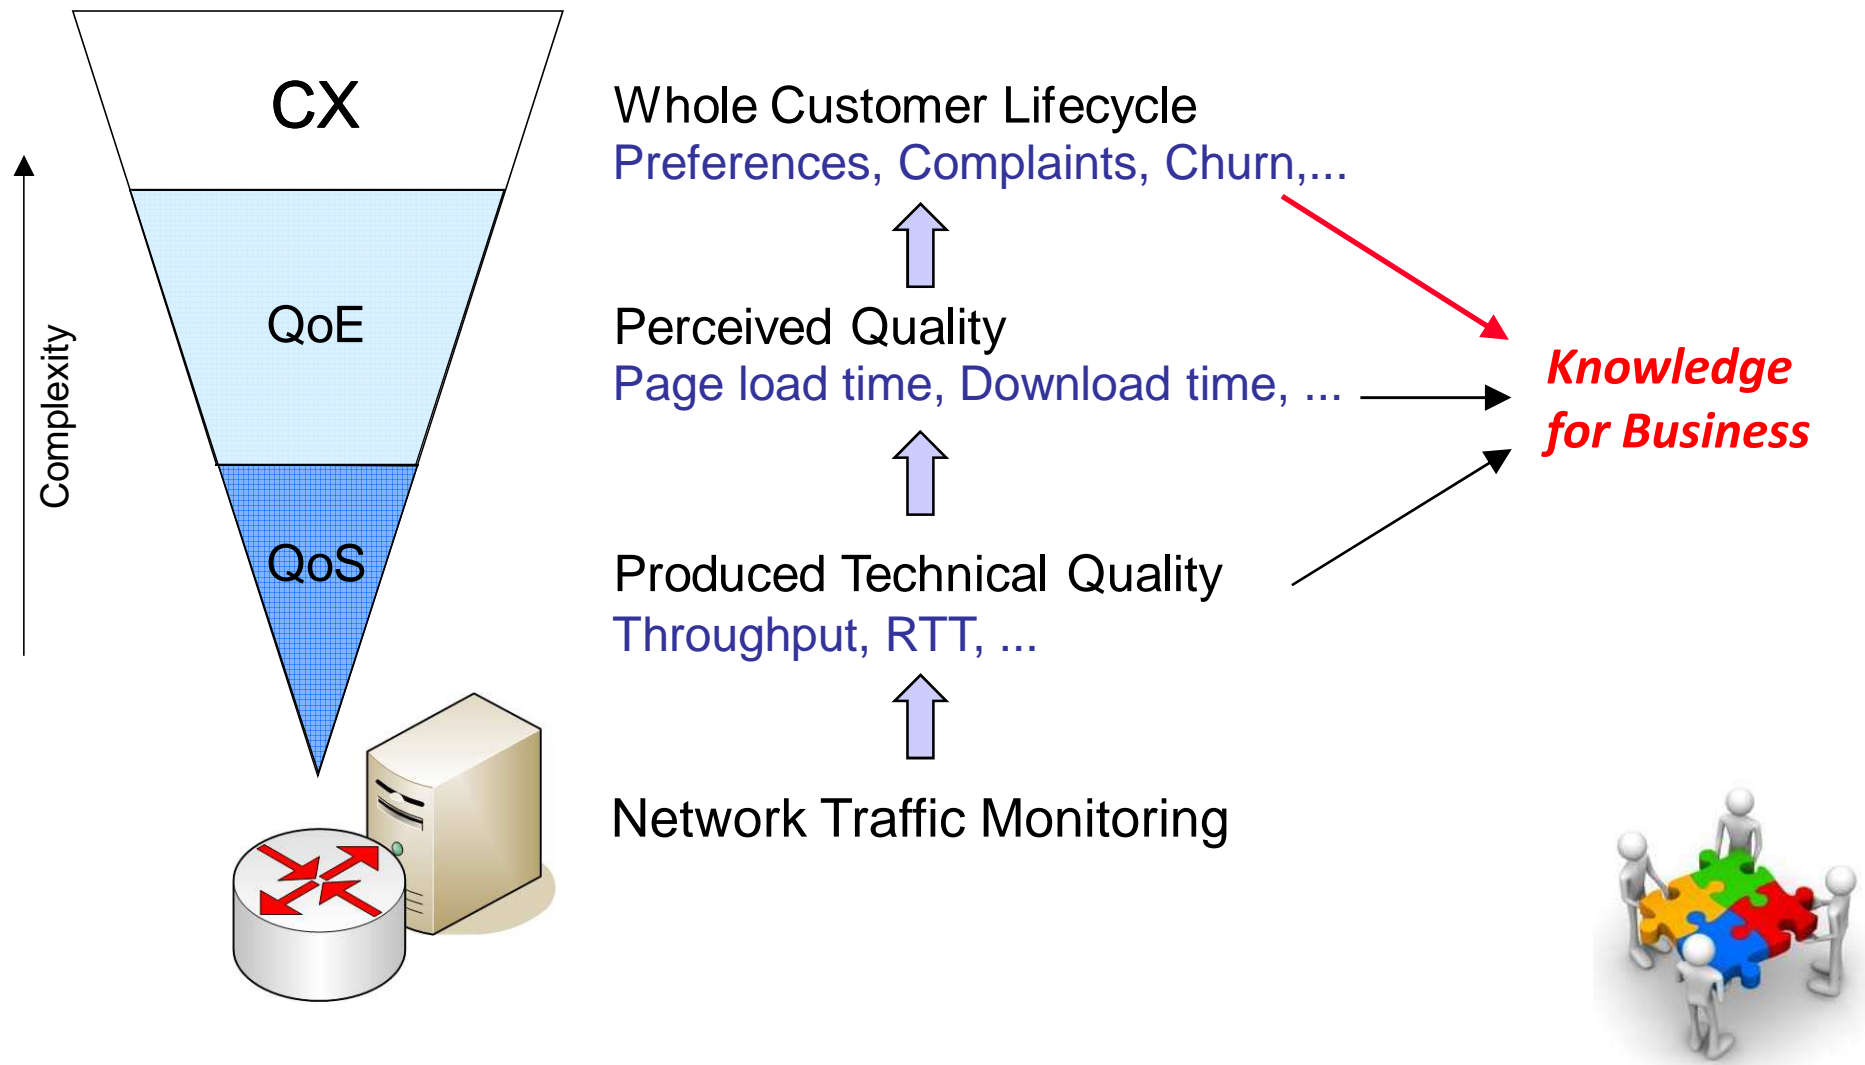 CX
Whole Customer Lifecycle
Preferences, Complaints, Churn,...
QoE
Perceived Quality
Page load time, Download time, ...
Knowledge
for Business
Complexity
QoS
Produced Technical Quality
Throughput, RTT, ...
Network Traffic Monitoring